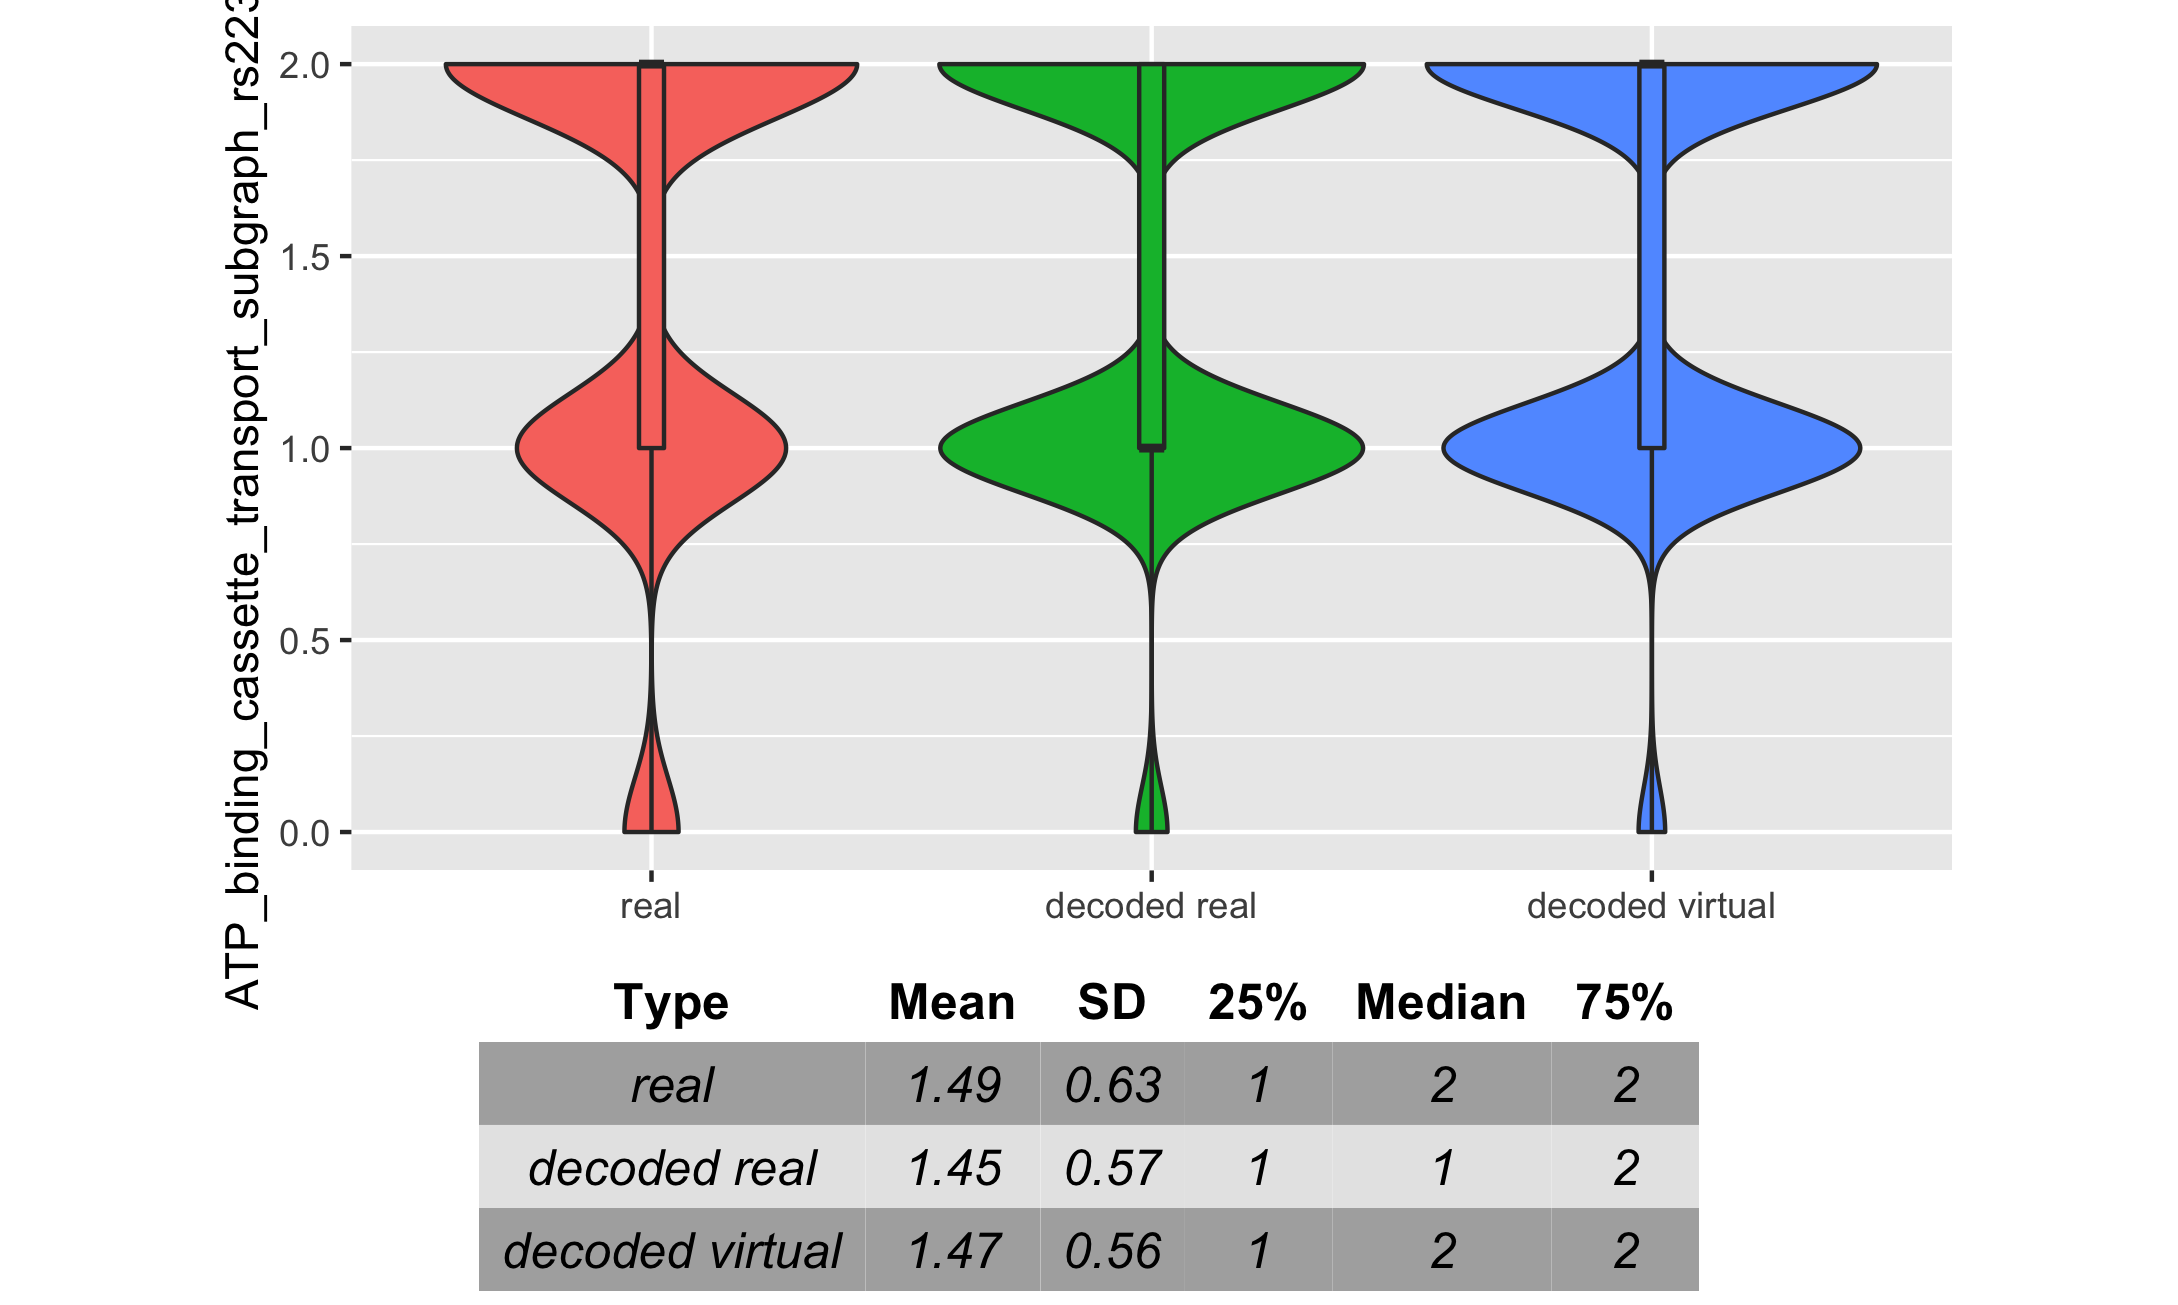 ATP_binding_cassette_transport_subgraph_rs223
2.0
1.5
1.0
0.5
0.0
real decoded real decoded virtual
Type Mean SD 25% Median 75%
real 1.49 0.63 1 2 2
decoded real 1.45 0.57 1 1 2
decoded virtual 1.47 0.56 1 2 2